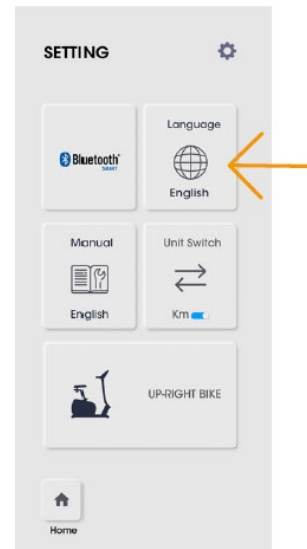 SETTING
Bluetooth
SMART
Language
English
Manual
English
Unit Switch
Km
UP-RIGHT BIKE
Home